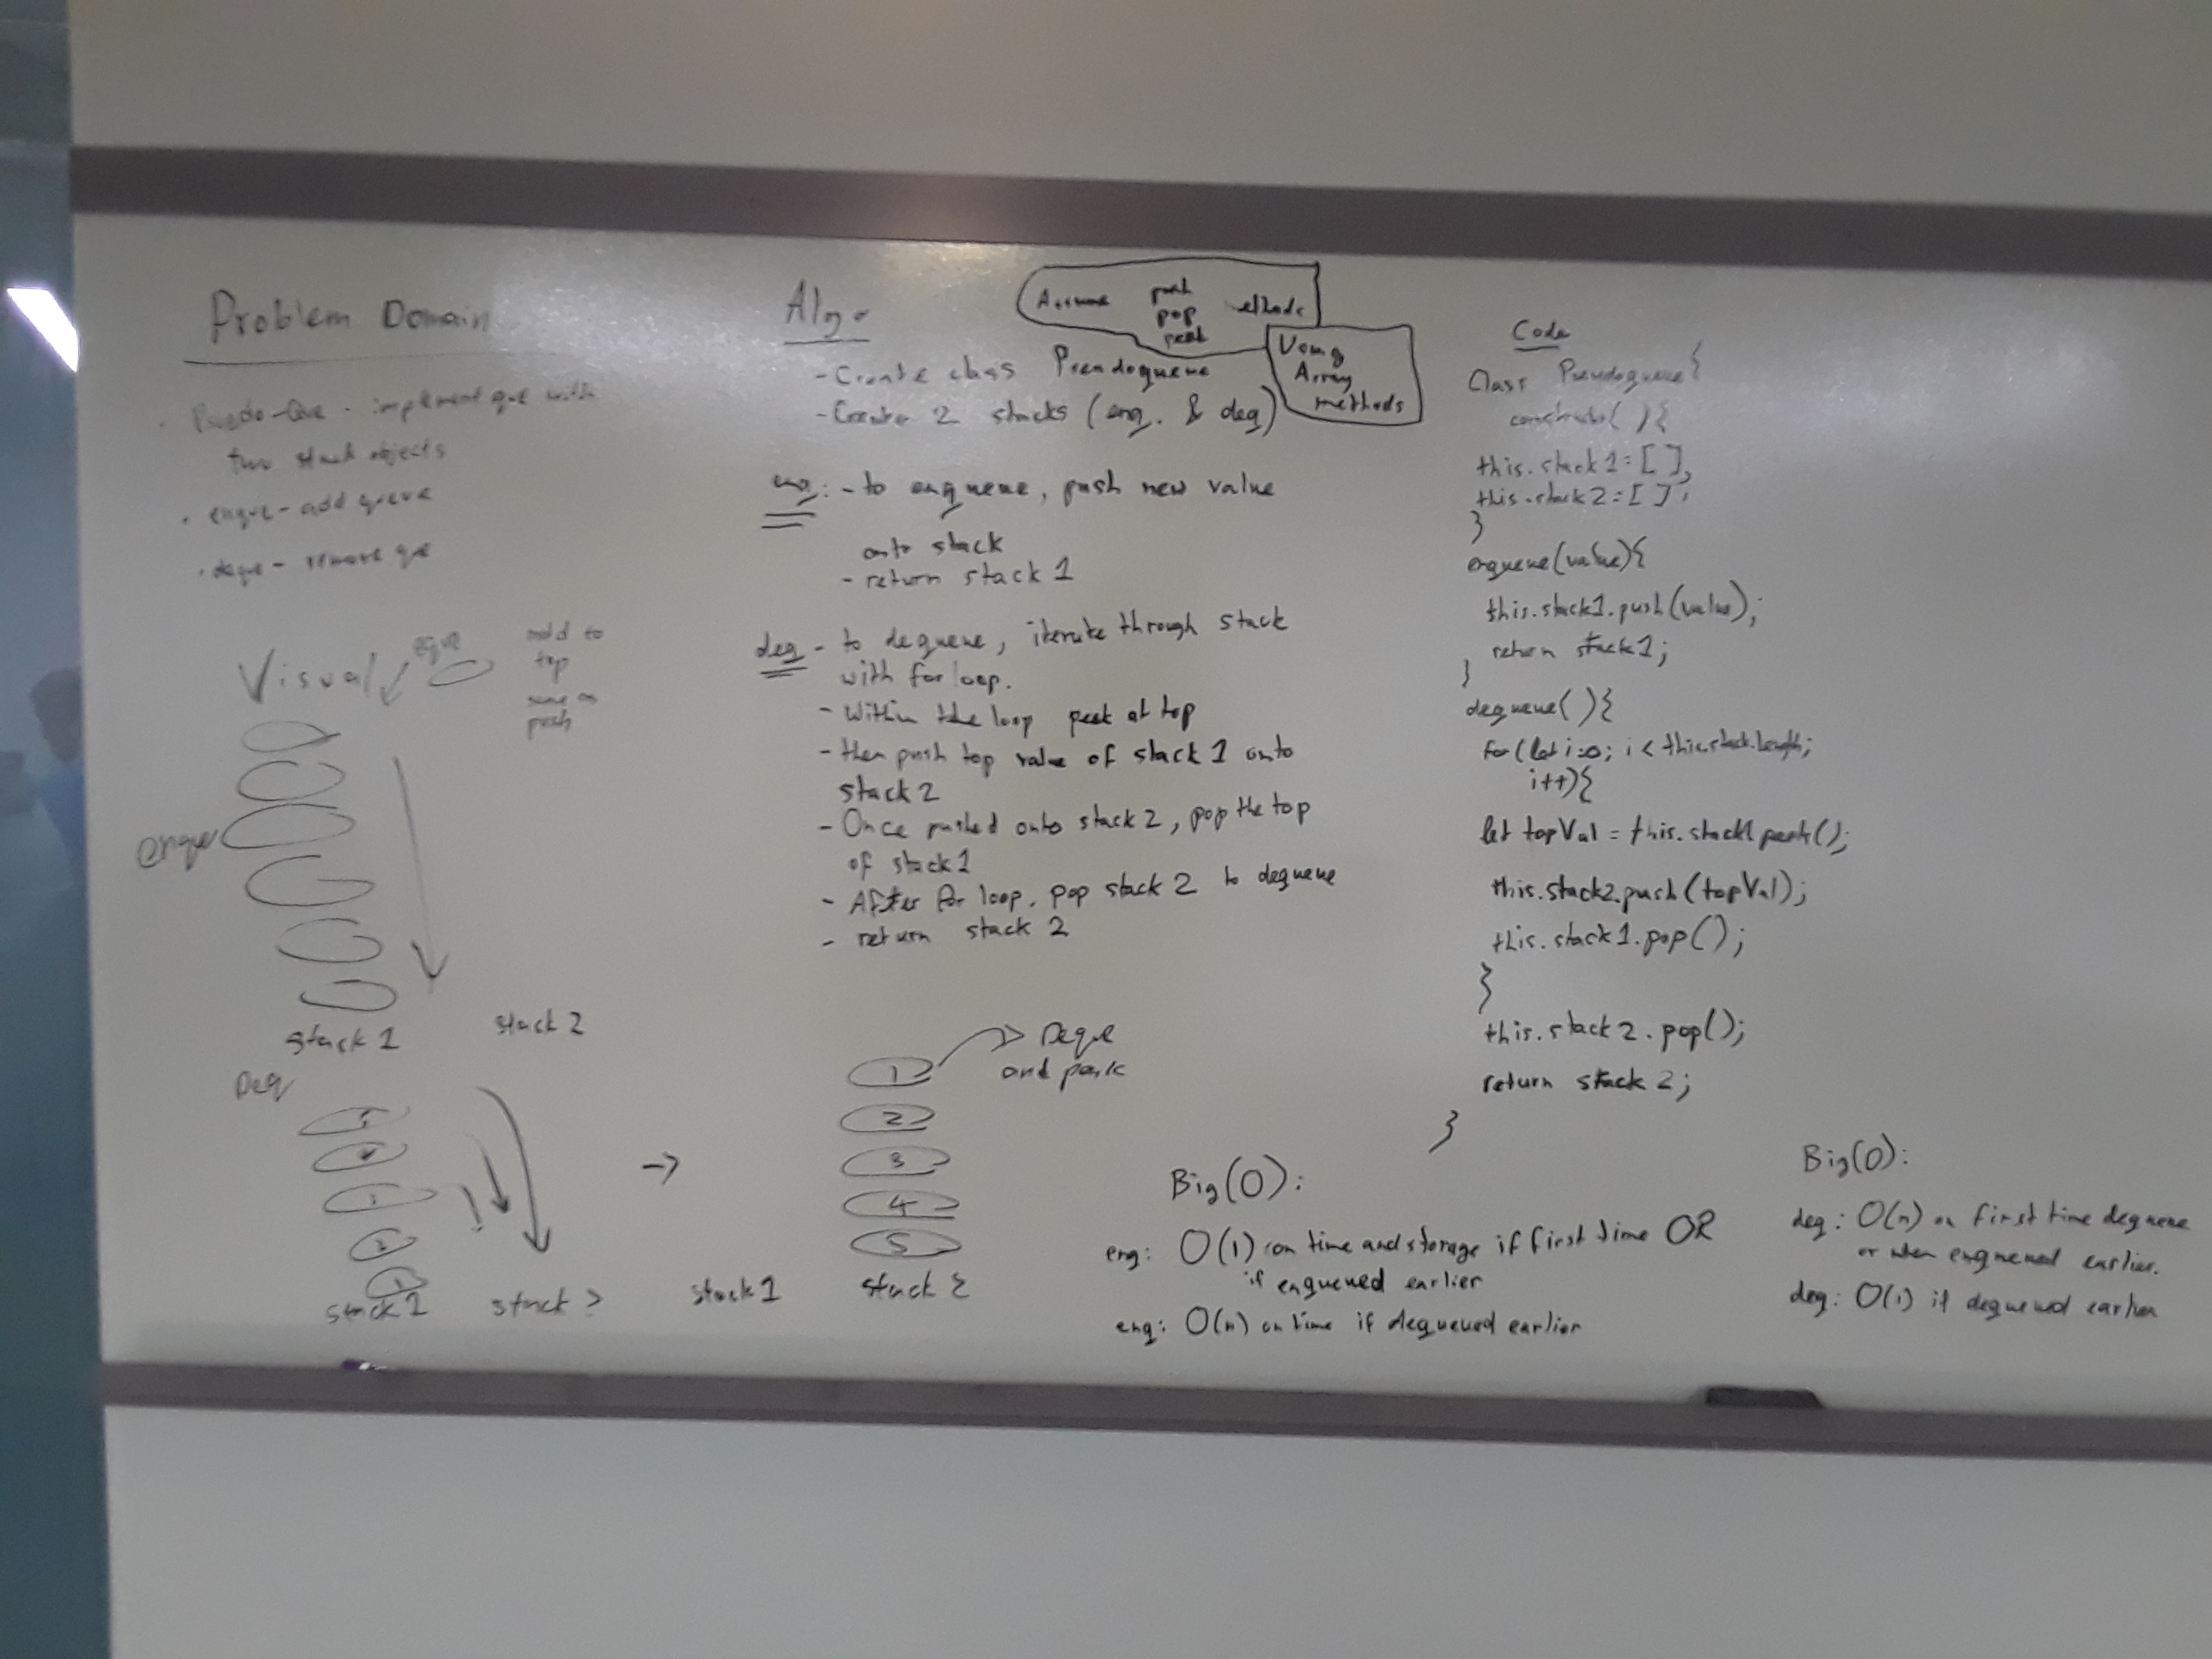 Problem Domain
. Pseudo-Que - implement que with
two stack objects
. enque - add queue
. deque - remove que
Visual
add to
top
same as
push
enque
stack 1
stack 2
Deq
stack 1
stack 2
→
1
2
3
4
5
Deque
and peek
stack 1
stack 2
Algo
Assume push pop peek methods
Using
Array
methods
- Create class Pseudoqueue
- Create 2 stacks (enq. & deq)
enq: - to enqueue, push new value
onto stack
- return stack 1
deq - to dequeue, iterate through stack
with for loop.
- Within the loop peek at top
- then push top value of stack 1 onto
stack 2
- Once pushed onto stack 2, pop the top
of stack 1
- After for loop, pop stack 2 to dequeue
- return stack 2
Code
Class Pseudoqueue {
constructo( ) {
this.stack 1 = [ ],
this.stack 2 = [ ];
}
enqueue(value){
this.stack1.push(value);
return stack1;
}
dequeue( ){
for (let i=0; i < this.stack.length;
i++){
let topVal = this.stack1 peek();
this.stack2.push(topVal);
this.stack1.pop();
}
this.stack 2.pop();
return stack 2;
}
Big(O):
enq: O(1) on time and storage if first time OR
if enqueued earlier
enq: O(n) on time if dequeued earlier
Big(O):
deq: O(n) on first time dequeue
or when enqueued earlier.
deq: O(1) if dequeued earlier